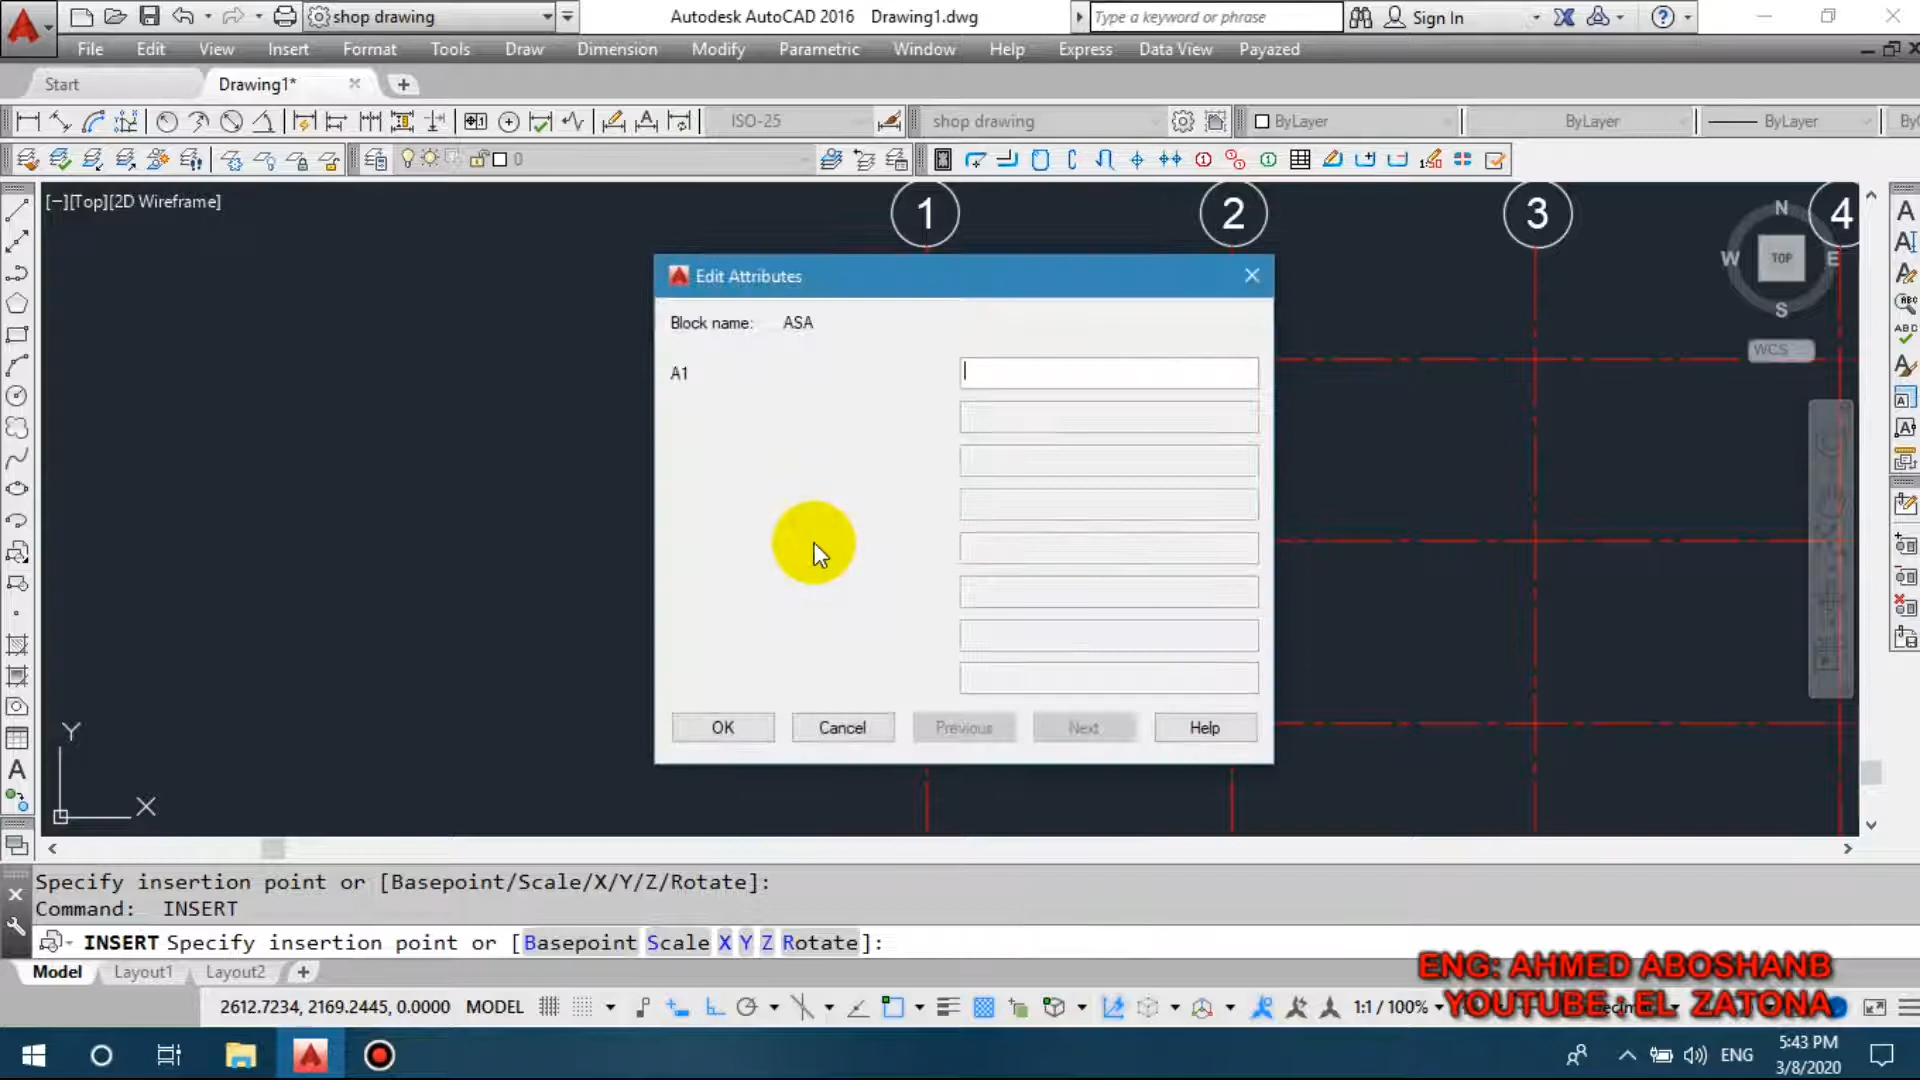 shop drawing
Autodesk AutoCAD 2016 Drawing1.dwg
Type a keyword or phrase
Sign In
File Edit View Insert Format Tools Draw Dimension Modify Parametric Window Help Express Data View Payazed
Start Drawing1*
ISO-25 shop drawing ByLayer ByLayer ByLayer
0
[−][Top][2D Wireframe]
1 2 3 4
N
W TOP E
S
WCS
Edit Attributes
Block name: ASA
A1
OK Cancel Previous Next Help
Y
X
Specify insertion point or [Basepoint/Scale/X/Y/Z/Rotate]:
Command: INSERT
INSERT Specify insertion point or [Basepoint Scale X Y Z Rotate]:
ENG: AHMED ABOSHANB
Model Layout1 Layout2
2612.7234, 2169.2445, 0.0000 MODEL 1:1 / 100%
YOUTUBE : EL ZATONA
ENG
5:43 PM
3/8/2020